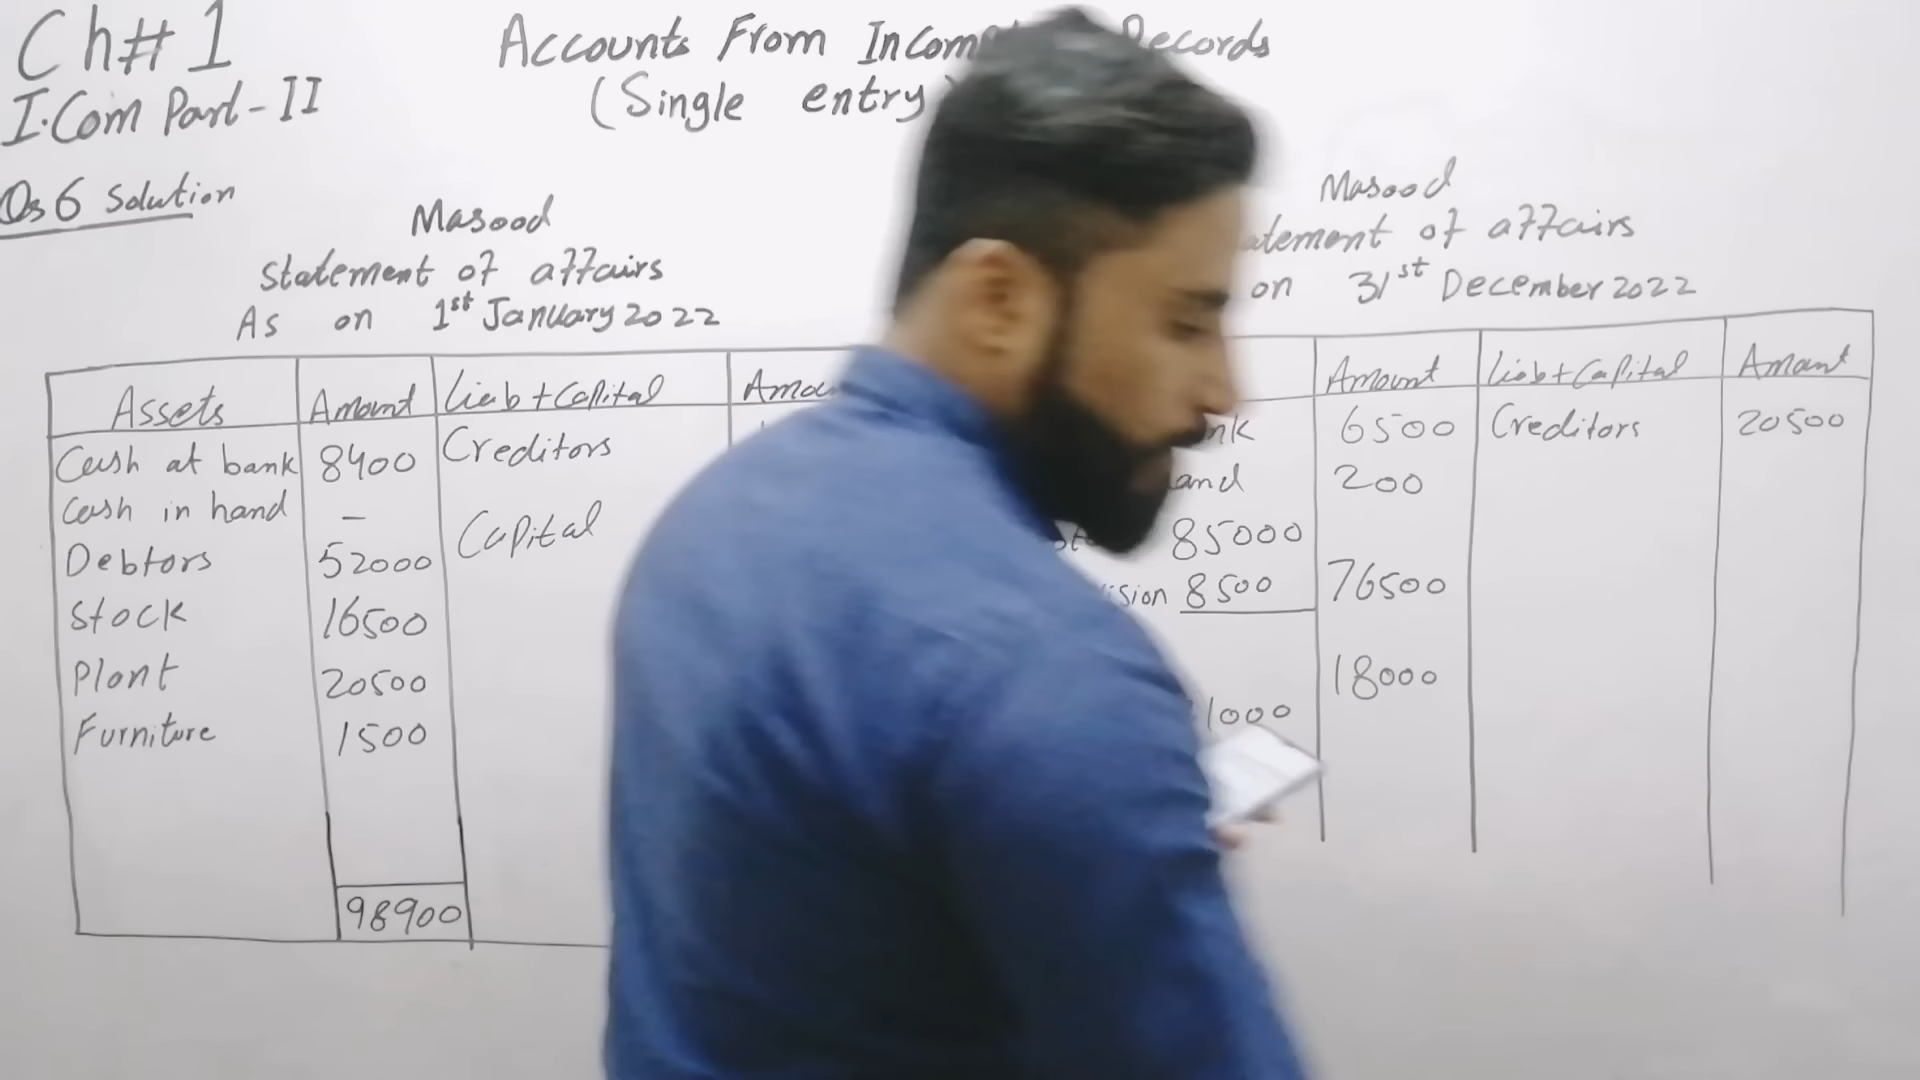 Ch# 1
I.Com Part-II
Accounts From Records
(Single entry
Qs 6 Solution
Masood
Statement of affairs
As on 1st January 2022
Assets Amount Liab+Capital
Cash at bank 8400 Creditors
Cash in hand - Capital
Debtors 52000
Stock 16500
Plant 20500
Furniture 1500
98900
Masood
of affairs
on 31st December 2022
Amount Liab+Capital Amount
6500 Creditors 20500
200
85000
8500 76500
18000
1000